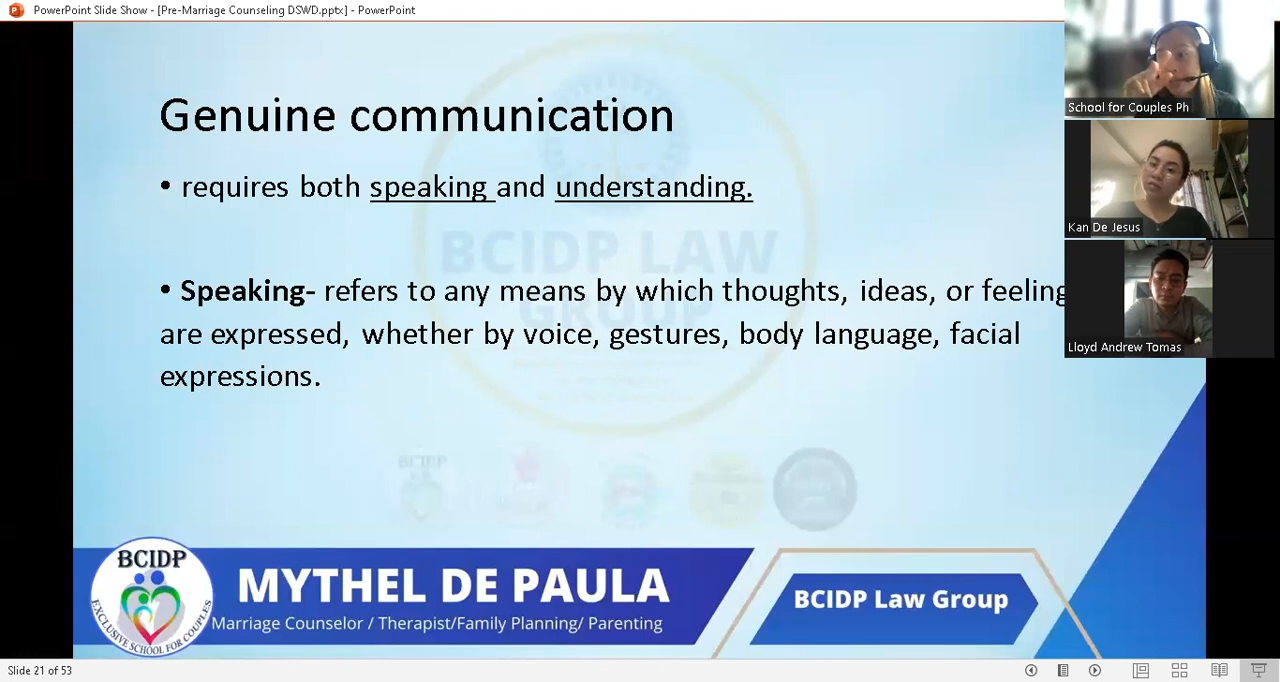 PowerPoint Slide Show - [Pre-Marriage Counseling DSWD.pptx] - PowerPoint
Genuine communication
• requires both speaking and understanding.
BCIDP LAW
GROUP
• Speaking- refers to any means by which thoughts, ideas, or feeling
are expressed, whether by voice, gestures, body language, facial
expressions.
School for Couples Ph
Kan De Jesus
Lloyd Andrew Tomas
BCIDP
EXCLUSIVE SCHOOL FOR COUPLES
MYTHEL DE PAULA
Marriage Counselor / Therapist/Family Planning/ Parenting
BCIDP Law Group
Slide 21 of 53